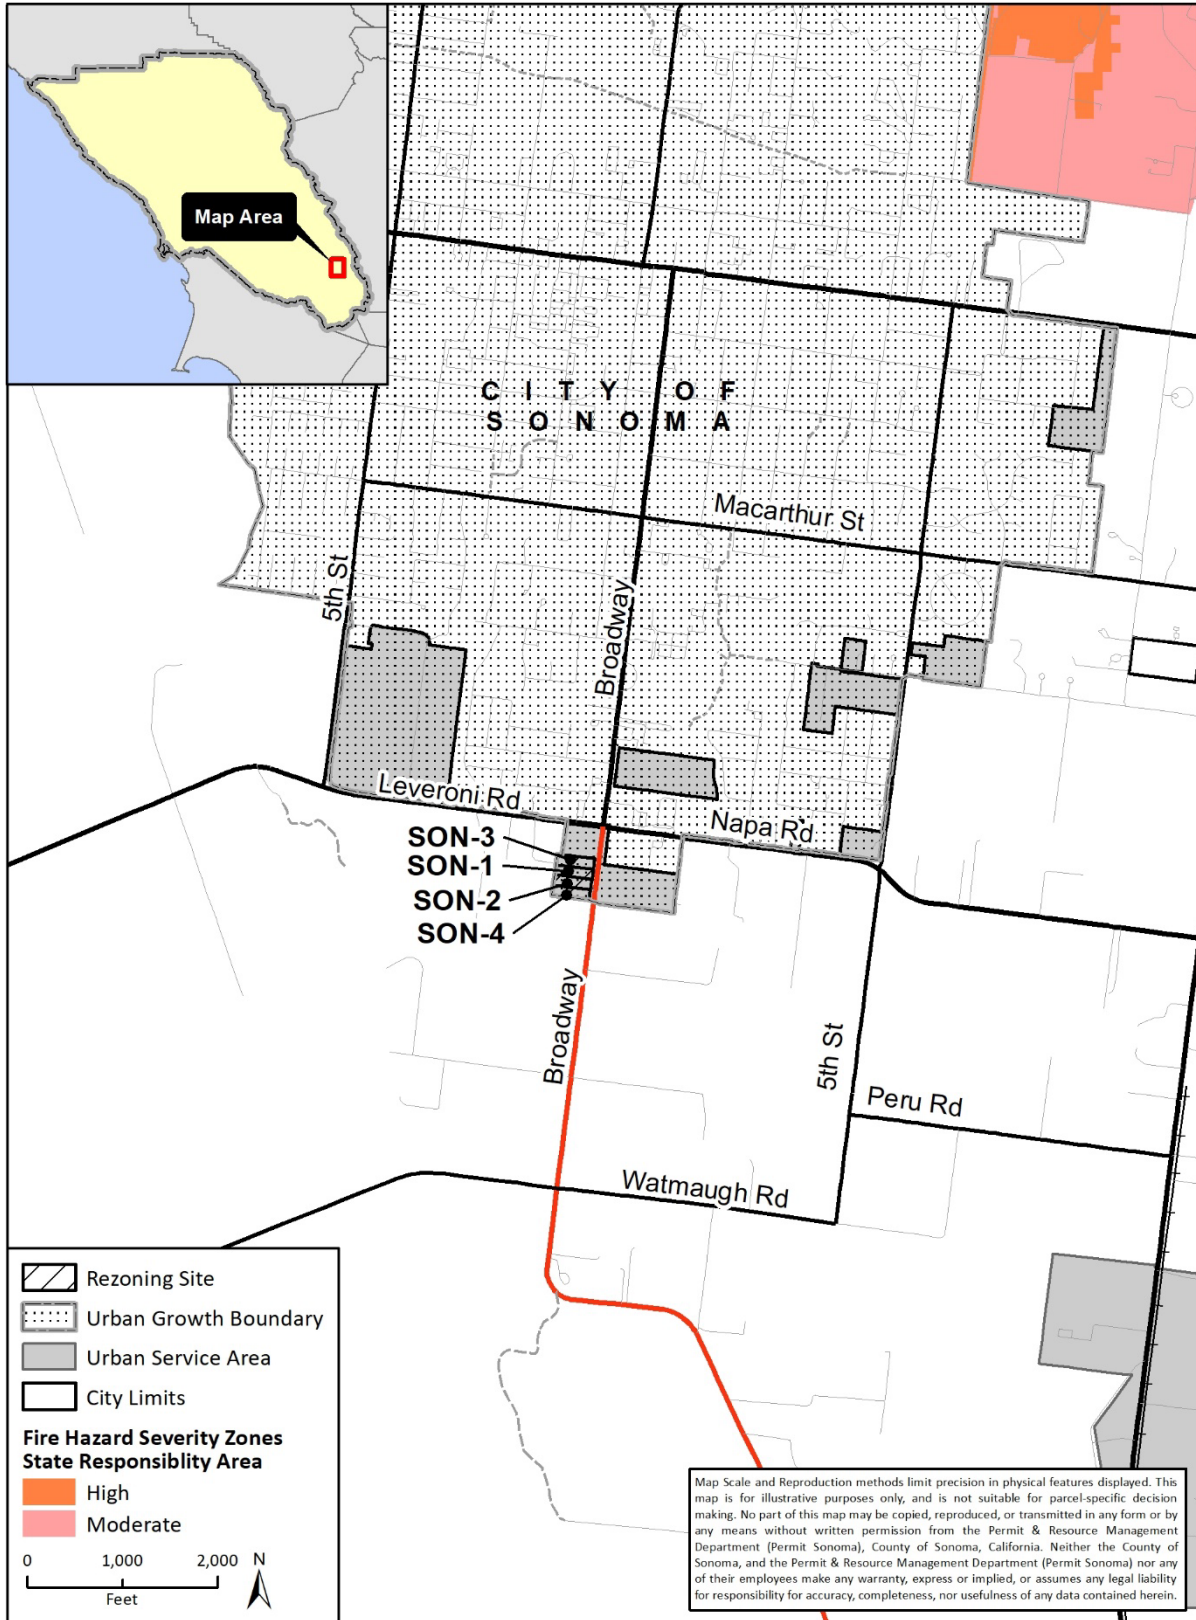 Map Area
CITY OF
SONOMA
Macarthur St
5th St
Broadway
Leveroni Rd
Napa Rd
SON-3
SON-1
SON-2
SON-4
Broadway
5th St
Peru Rd
Watmaugh Rd
Rezoning Site
Urban Growth Boundary
Urban Service Area
City Limits
Fire Hazard Severity Zones
State Responsiblity Area
High
Moderate
0 1,000 2,000 N
Feet
Map Scale and Reproduction methods limit precision in physical features displayed. This
map is for illustrative purposes only, and is not suitable for parcel-specific decision
making. No part of this map may be copied, reproduced, or transmitted in any form or by
any means without written permission from the Permit & Resource Management
Department (Permit Sonoma), County of Sonoma, California. Neither the County of
Sonoma, and the Permit & Resource Management Department (Permit Sonoma) nor any
of their employees make any warranty, express or implied, or assumes any legal liability
for responsibility for accuracy, completeness, nor usefulness of any data contained herein.